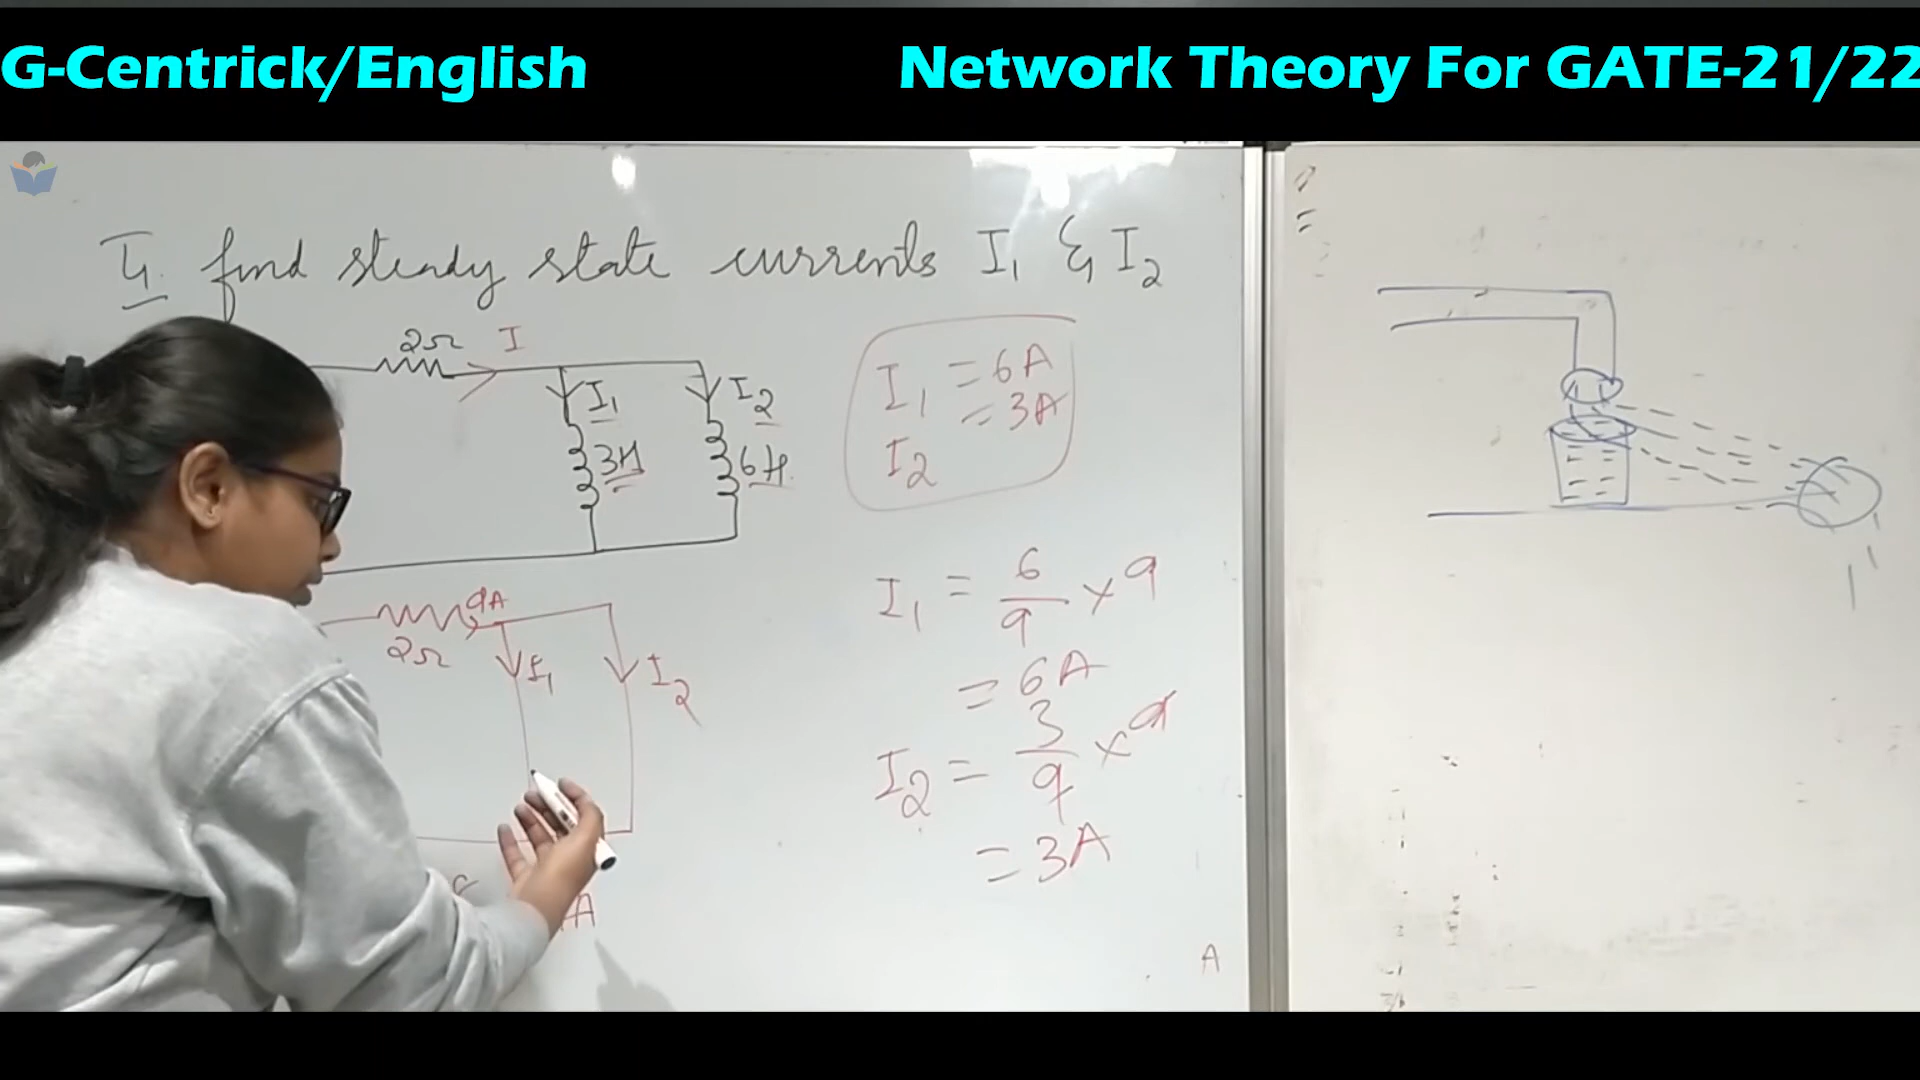 G-Centrick/English
Network Theory For GATE-21/22
find steady state currents I₁ & I₂
2Ω I
I₁ I₂
3H 6H
I₁ = 6A
= 3A
I₂
9A
2Ω
I₁ I₂
I₁ = 6/9 × 9
= 6A
I₂ = 3/9 × 9
= 3A
A
A